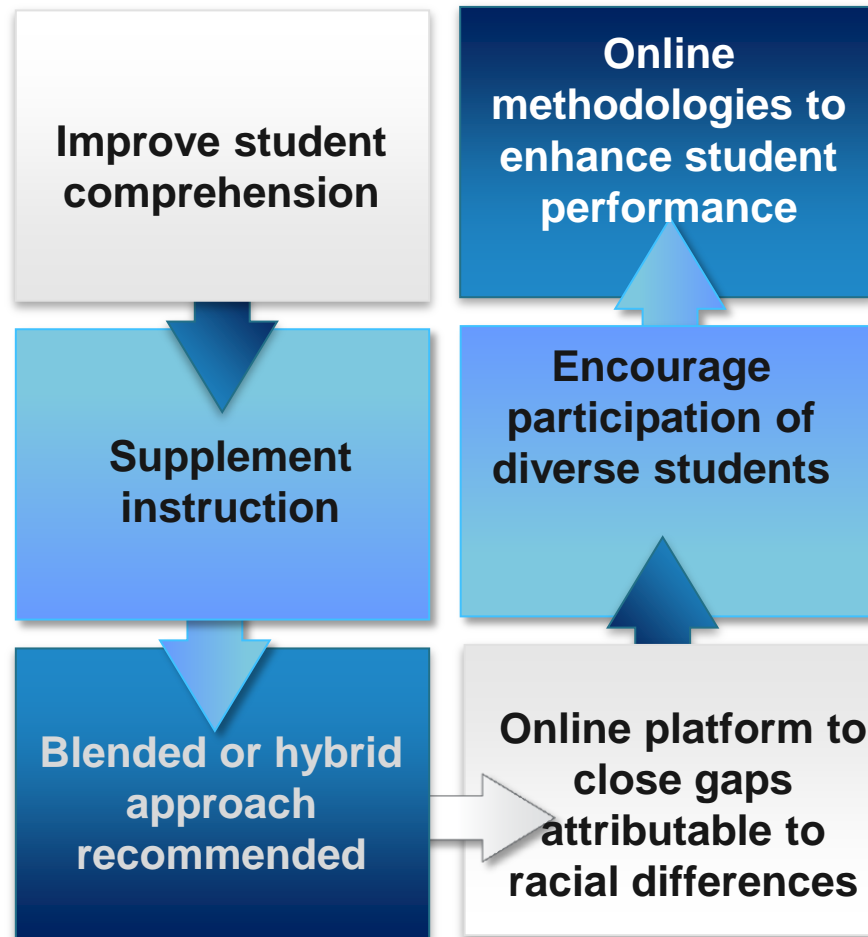 Improve student
comprehension
Supplement
instruction
Blended or hybrid
approach
recommended
Online platform to
close gaps
attributable to
racial differences
Encourage
participation of
diverse students
Online
methodologies to
enhance student
performance